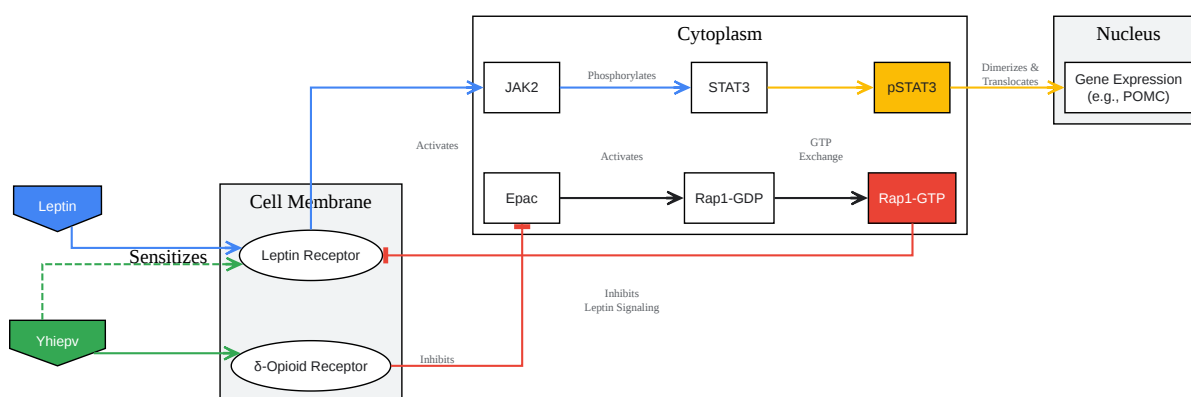 Cytoplasm
Nucleus
JAK2
Phosphorylates
STAT3
pSTAT3
Dimerizes &
Translocates
Gene Expression
(e.g., POMC)
Activates
Activates
GTP
Exchange
Epac
Rap1-GDP
Rap1-GTP
Leptin
Cell Membrane
Leptin Receptor
Sensitizes
Inhibits
Leptin Signaling
Yhiepv
δ-Opioid Receptor
Inhibits